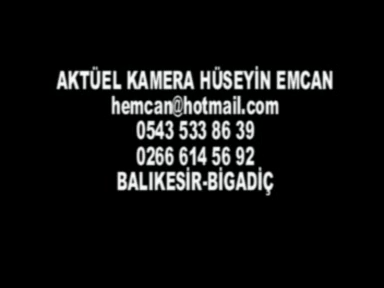 AKTÜEL KAMERA HÜSEYİN EMCAN
hemcan@hotmail.com
0543 533 86 39
0266 614 56 92
BALIKESİR-BİGADİÇ